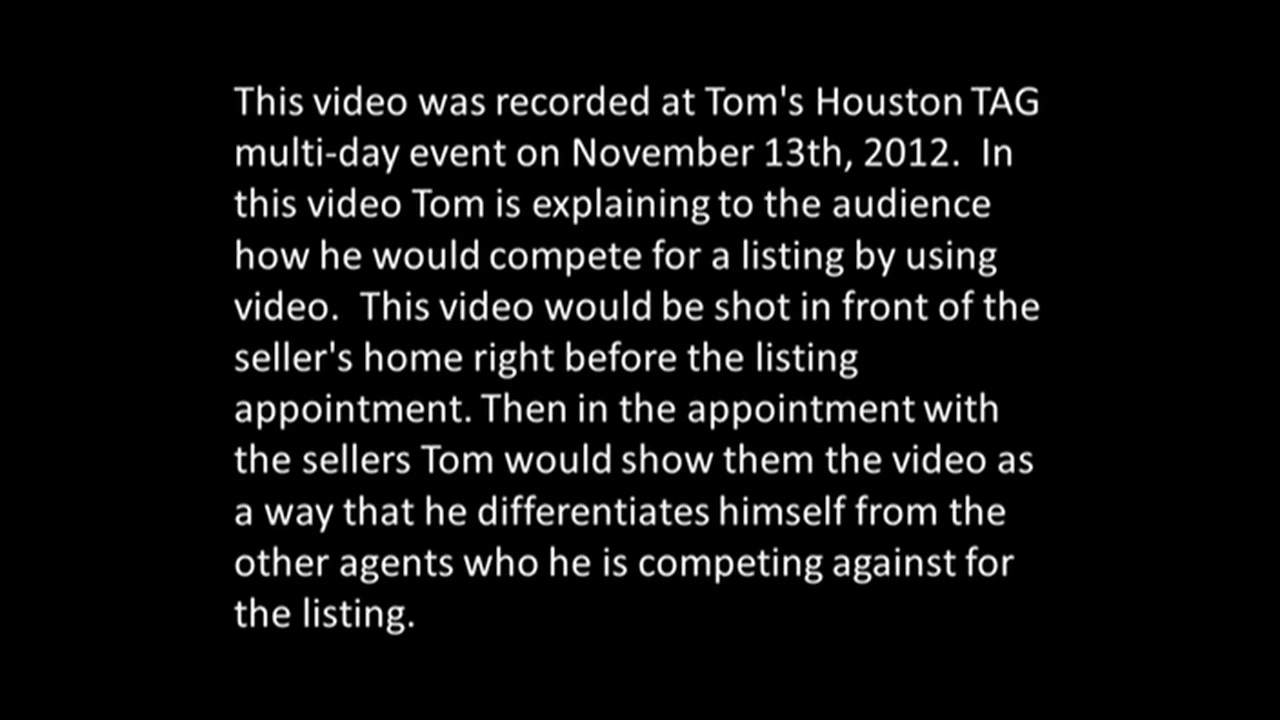 This video was recorded at Tom's Houston TAG
multi-day event on November 13th, 2012.  In
this video Tom is explaining to the audience
how he would compete for a listing by using
video.  This video would be shot in front of the
seller's home right before the listing
appointment. Then in the appointment with
the sellers Tom would show them the video as
a way that he differentiates himself from the
other agents who he is competing against for
the listing.